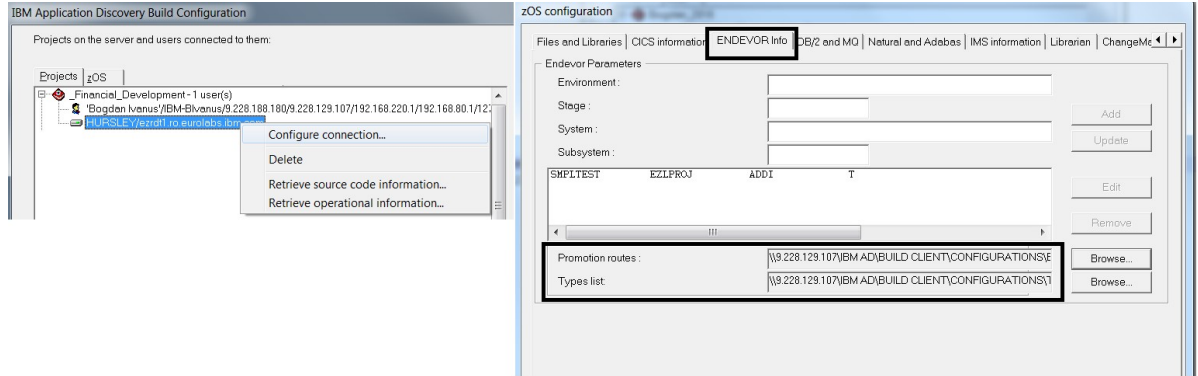 IBM Application Discovery Build Configuration
Projects on the server and users connected to them:
Projects
zOS
_Financial_Development - 1 user(s)
'Bogdan Ivanus'/IBM-BIvanus/9.228.188.180/9.228.129.107/192.168.220.1/192.168.80.1/127
HURSLEY/ezrdt1.ro.eurolabs.ibm.com
Configure connection...
Delete
Retrieve source code information...
Retrieve operational information...
zOS configuration
Files and Libraries
CICS information
ENDEVOR Info
DB/2 and MQ
Natural and Adabas
IMS information
Librarian
ChangeMa
Endevor Parameters
Environment:
Stage :
Add
System :
Update
Subsystem :
SMPLTEST EZLPROJ ADDI T
Edit
Remove
Promotion routes : \\9.228.129.107\IBM AD\BUILD CLIENT\CONFIGURATIONS\E Browse...
Types list: \\9.228.129.107\IBM AD\BUILD CLIENT\CONFIGURATIONS\T Browse...